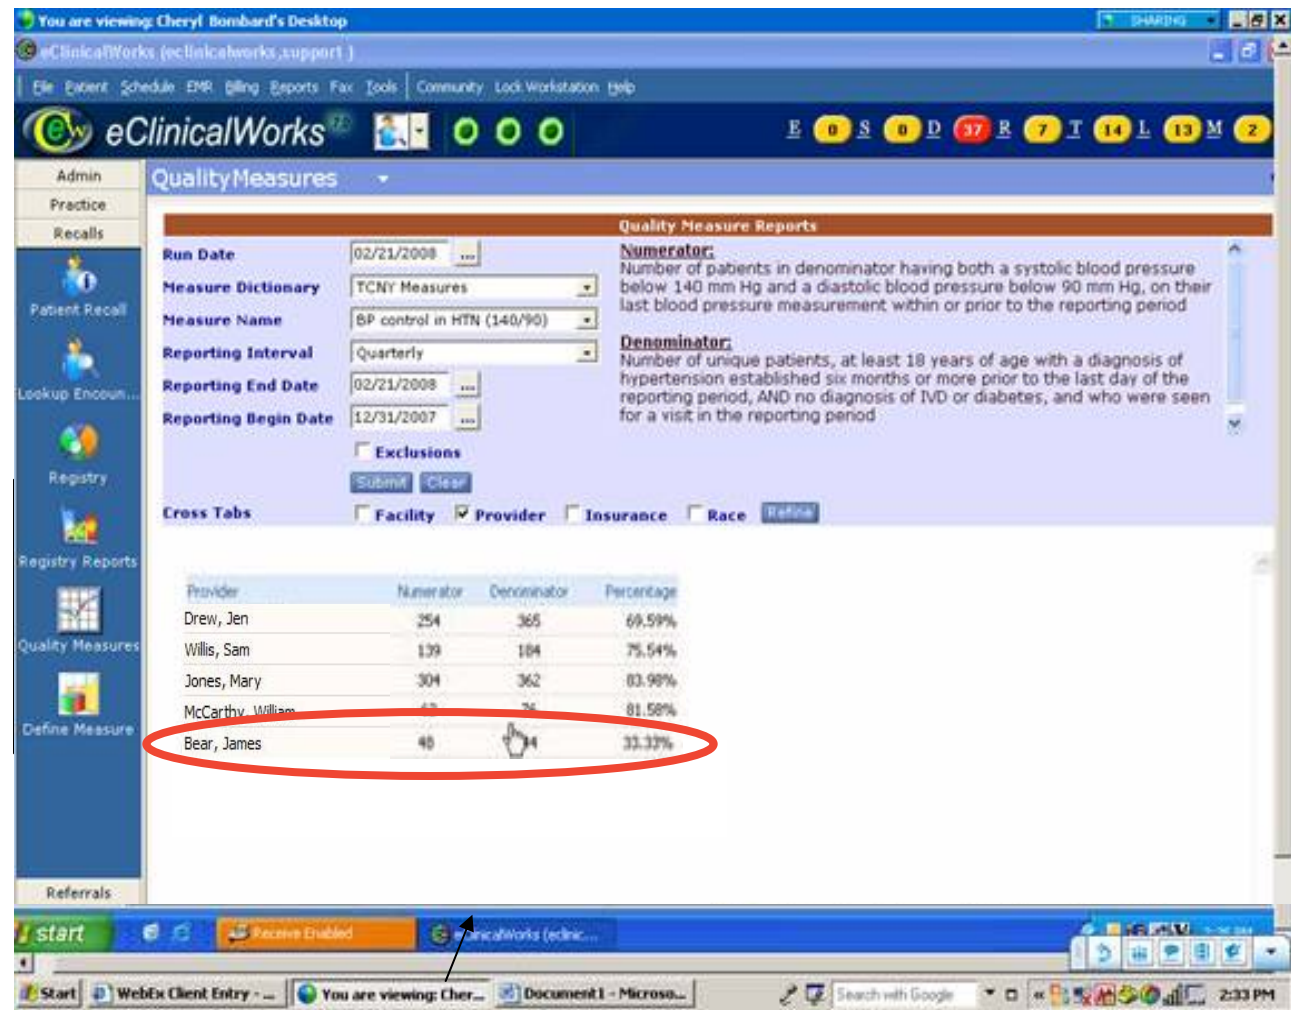 You are viewing: Cheryl Bombard's Desktop
SHARING
eClinicalWorks (eclinicalworks,support )
File Patient Schedule EMR Billing Reports Fax Tools Community Lock Workstation Help
eClinicalWorks E 0 S 0 D 37 R 7 T 14 L 13 M 2
Admin
Practice
Recalls
Patient Recall
Lookup Encoun...
Registry
Registry Reports
Quality Measures
Define Measure
Referrals
QualityMeasures
Quality Measure Reports
Run Date 02/21/2008 ...
Measure Dictionary TCNY Measures
Measure Name BP control in HTN (140/90)
Reporting Interval Quarterly
Reporting End Date 02/21/2008 ...
Reporting Begin Date 12/31/2007 ...
Exclusions
Submit Clear
Numerator:
Number of patients in denominator having both a systolic blood pressure
below 140 mm Hg and a diastolic blood pressure below 90 mm Hg, on their
last blood pressure measurement within or prior to the reporting period
Denominator:
Number of unique patients, at least 18 years of age with a diagnosis of
hypertension established six months or more prior to the last day of the
reporting period, AND no diagnosis of IVD or diabetes, and who were seen
for a visit in the reporting period
Cross Tabs Facility Provider Insurance Race Refine
Provider Numerator Denominator Percentage
Drew, Jen 254 365 69.59%
Willis, Sam 139 184 75.54%
Jones, Mary 304 362 83.98%
McCarthy, William 81.58%
Bear, James 48 33.33%
start Receive Enabled eClinicalWorks (eclinic...
Start WebEx Client Entry - ... You are viewing: Cher... Document1 - Microso... Search with Google 2:33 PM